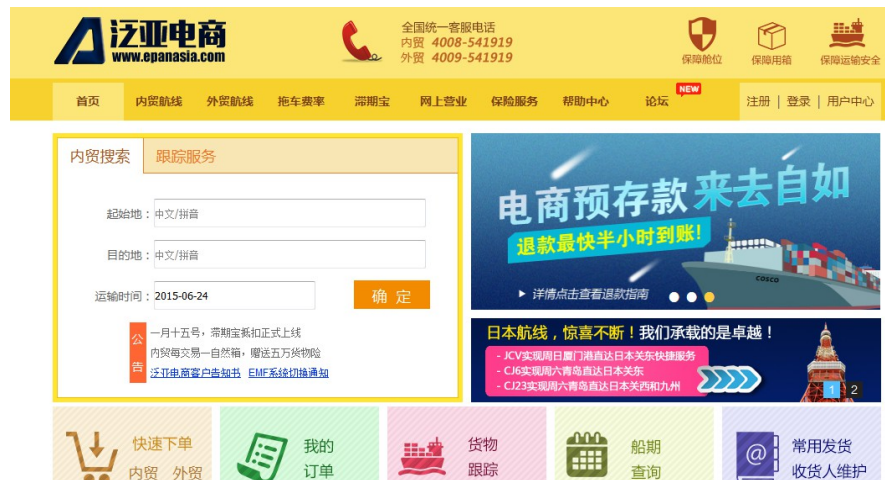 泛亚电商
www.epanasia.com
全国统一客服电话
内贸 4008-541919
外贸 4009-541919
保障舱位
保障用箱
保障运输安全
首页 内贸航线 外贸航线 拖车费率 滞期宝 网上营业 保险服务 帮助中心 论坛 NEW 注册 | 登录 | 用户中心
内贸搜索 跟踪服务
起始地：中文/拼音
目的地：中文/拼音
运输时间：2015-06-24 确 定
公告
一月十五号，滞期宝抵扣正式上线
内贸每交易一自然箱，赠送五万货物险
泛亚电商客户告知书 EMF系统切换通知
电商预存款 来去自如
退款最快半小时到账!
详情点击查看退款指南
COSCO
日本航线，惊喜不断！我们承载的是卓越！
- JCV实现周日厦门港直达日本关东快捷服务
- CJ6实现周六青岛直达日本关东
- CJ23实现周六青岛直达日本关西和九州
1 2
快速下单
内贸 外贸
我的
订单
货物
跟踪
船期
查询
@
常用发货
收货人维护